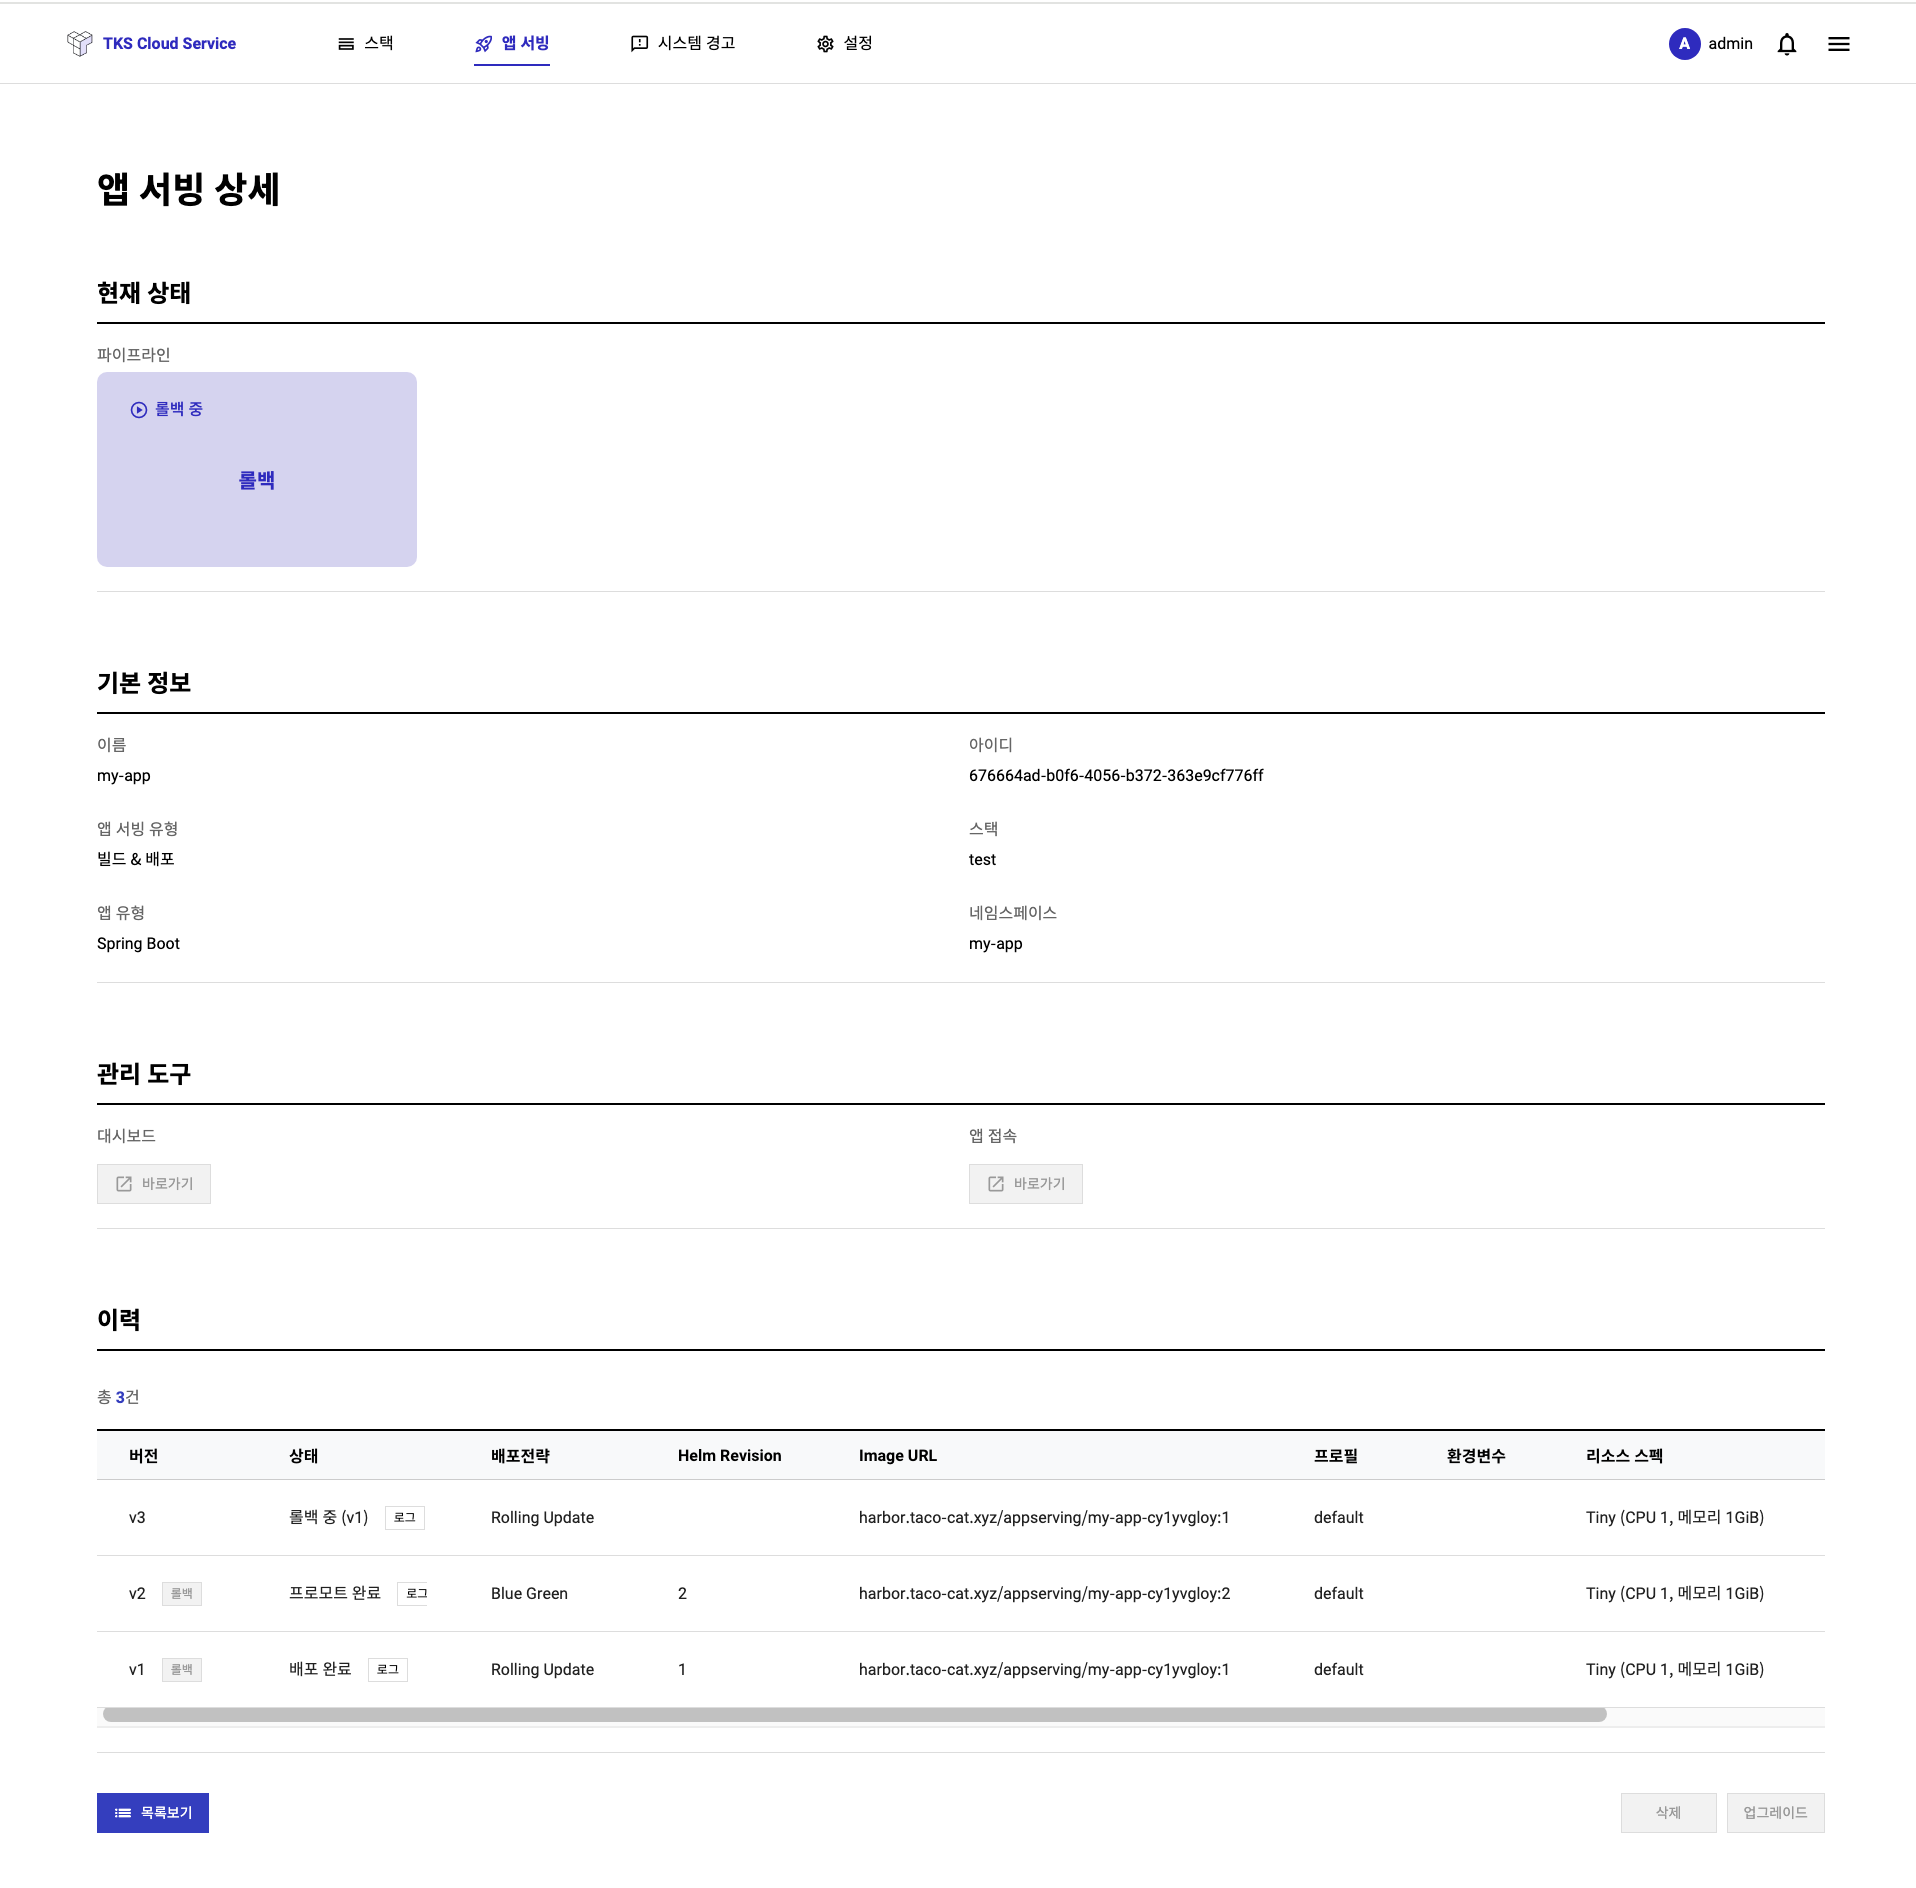 TKS Cloud Service 스택 앱 서빙 시스템 경고 설정 A admin
앱 서빙 상세
현재 상태
파이프라인
롤백 중
롤백
기본 정보
이름 아이디
my-app 676664ad-b0f6-4056-b372-363e9cf776ff
앱 서빙 유형 스택
빌드 & 배포 test
앱 유형 네임스페이스
Spring Boot my-app
관리 도구
대시보드 앱 접속
바로가기 바로가기
이력
총 3건
버전 상태 배포전략 Helm Revision Image URL 프로필 환경변수 리소스 스펙
v3 롤백 중 (v1) 로그 Rolling Update harbor.taco-cat.xyz/appserving/my-app-cy1yvgloy:1 default Tiny (CPU 1, 메모리 1GiB)
v2 롤백 프로모트 완료 로그 Blue Green 2 harbor.taco-cat.xyz/appserving/my-app-cy1yvgloy:2 default Tiny (CPU 1, 메모리 1GiB)
v1 롤백 배포 완료 로그 Rolling Update 1 harbor.taco-cat.xyz/appserving/my-app-cy1yvgloy:1 default Tiny (CPU 1, 메모리 1GiB)
목록보기 삭제 업그레이드